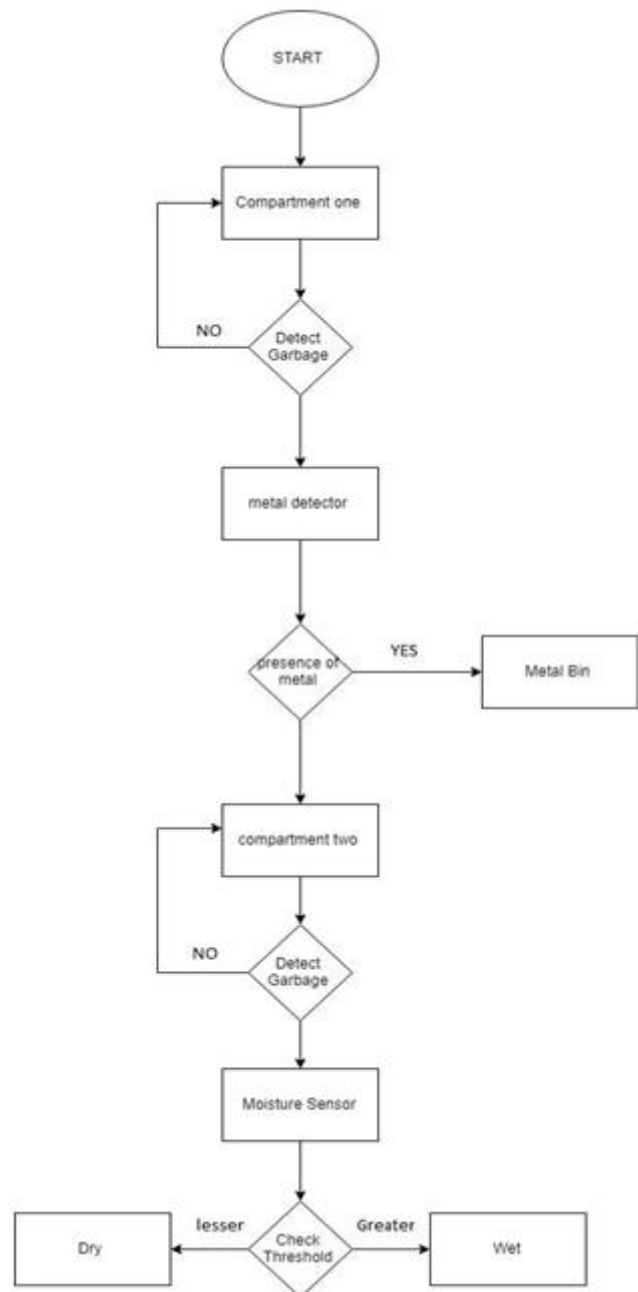 START
Compartment one
NO
Detect
Garbage
metal detector
presence of
metal
YES
Metal Bin
compartment two
NO
Detect
Garbage
Moisture Sensor
lesser
Check
Threshold
Greater
Dry
Wet